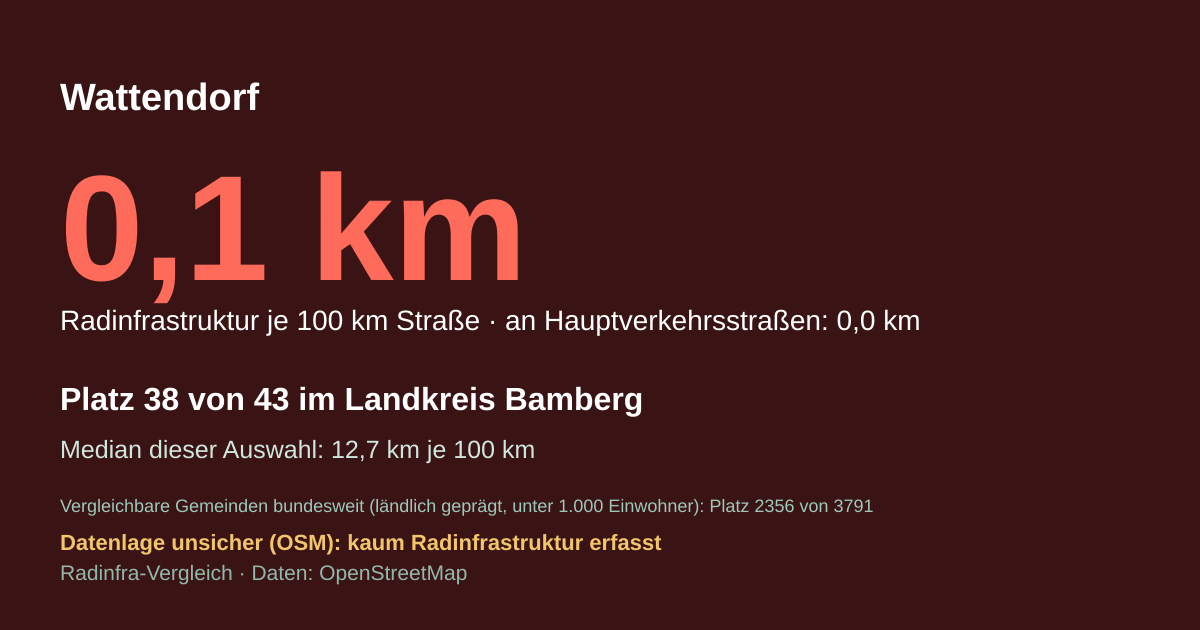 Wattendorf
0,1 km
Radinfrastruktur je 100 km Straße · an Hauptverkehrsstraßen: 0,0 km
Platz 38 von 43 im Landkreis Bamberg
Median dieser Auswahl: 12,7 km je 100 km
Vergleichbare Gemeinden bundesweit (ländlich geprägt, unter 1.000 Einwohner): Platz 2356 von 3791
Datenlage unsicher (OSM): kaum Radinfrastruktur erfasst
Radinfra-Vergleich · Daten: OpenStreetMap